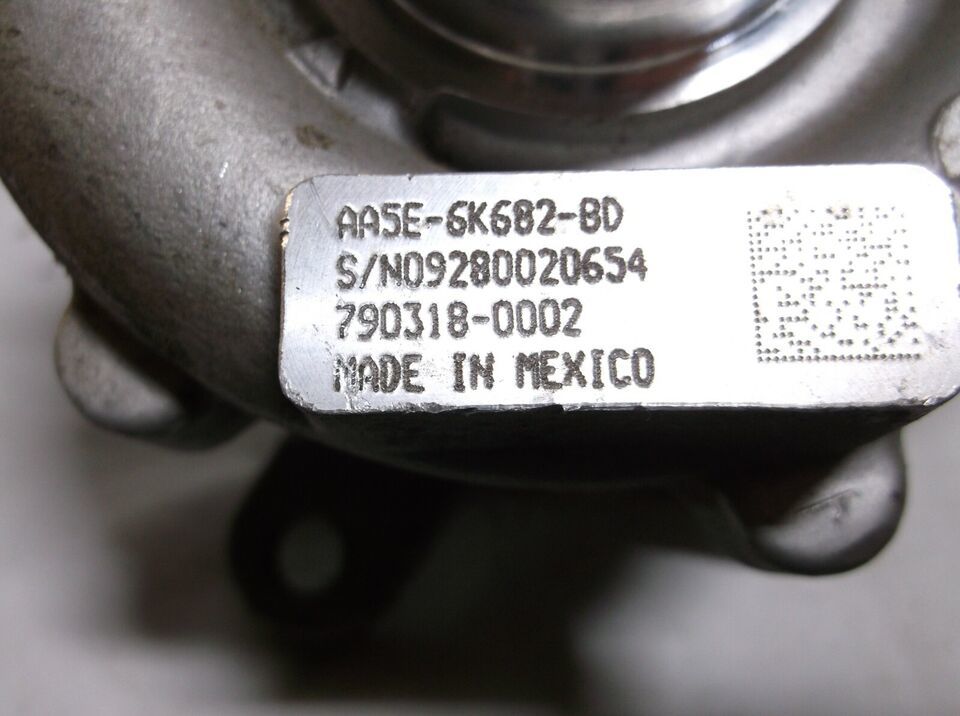 AA5E-6K682-BD
S/N09280020654
790318-0002
MADE IN MEXICO